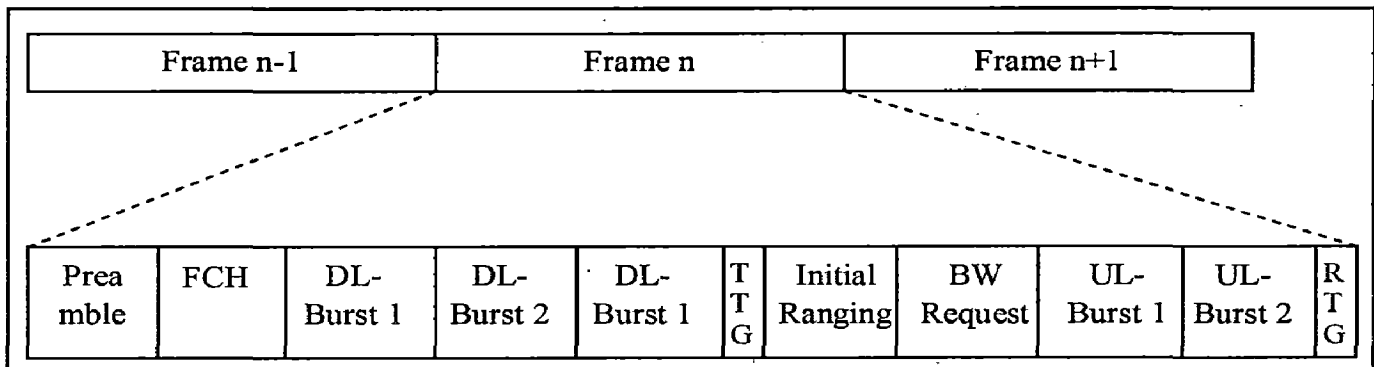 Frame n-1 Frame n Frame n+1
Prea
mble
FCH
DL-
Burst 1
DL-
Burst 2
DL-
Burst 1
T
T
G
Initial
Ranging
BW
Request
UL-
Burst 1
UL-
Burst 2
R
T
G